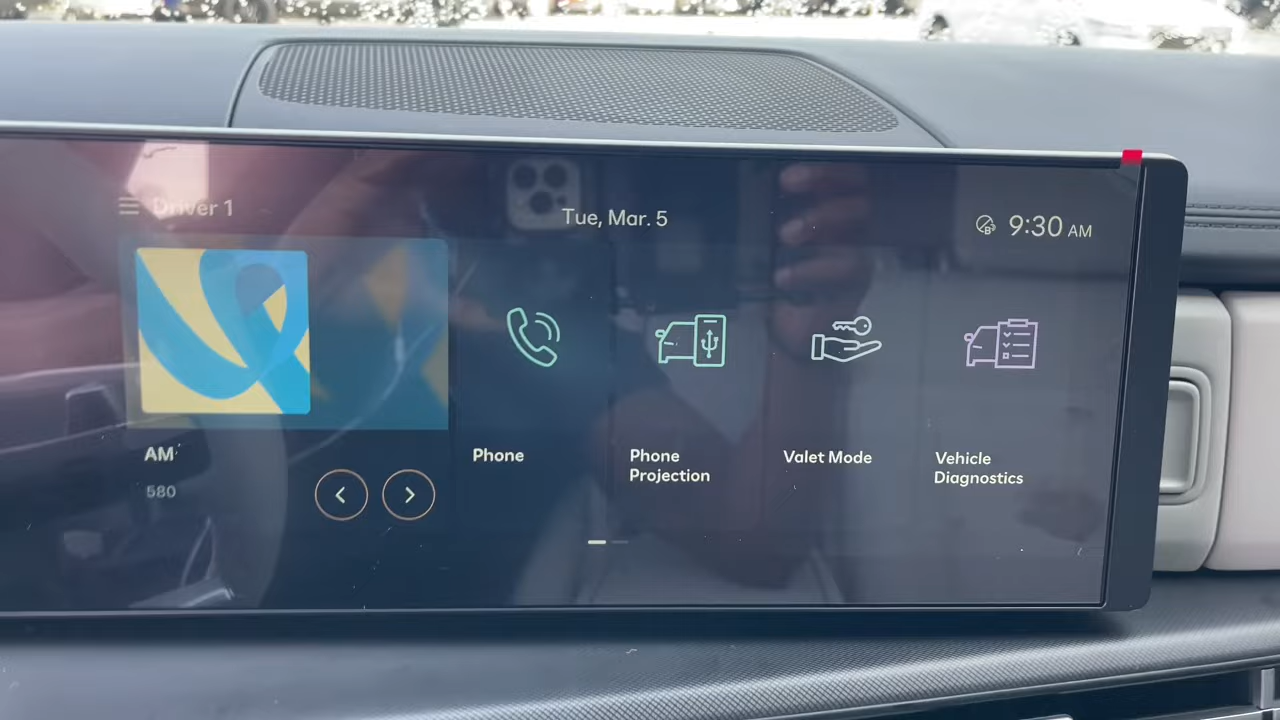 Driver 1
Tue, Mar. 5
9:30 AM
AM
580
Phone
Phone
Projection
Valet Mode
Vehicle
Diagnostics